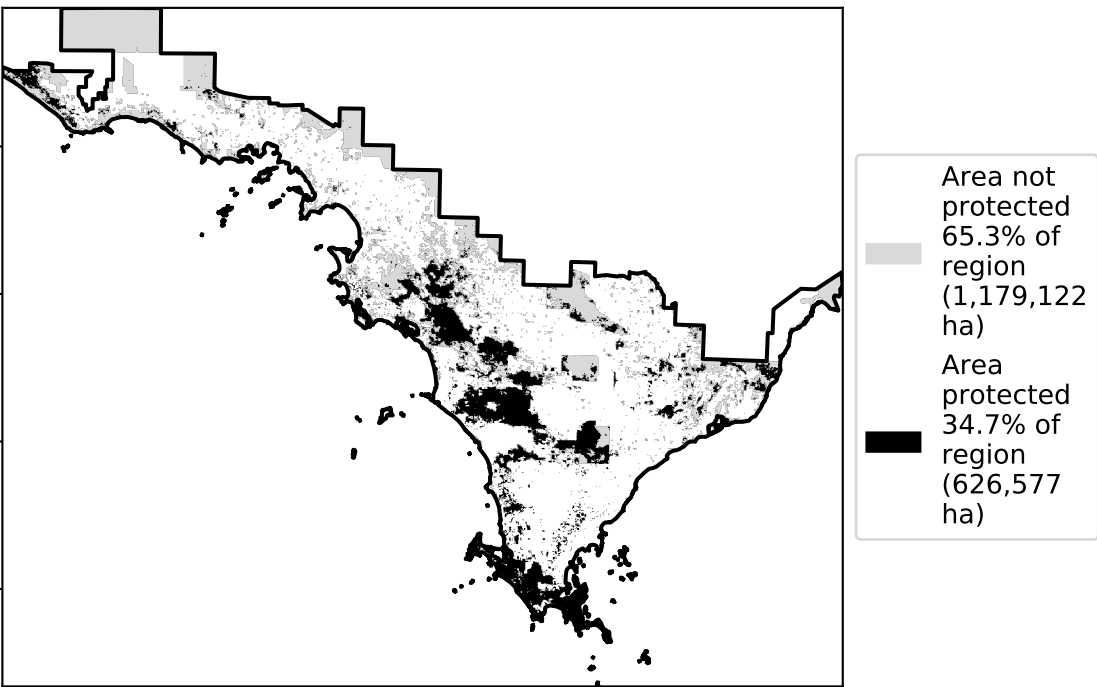 Area not
protected
65.3% of
region
(1,179,122
ha)
Area
protected
34.7% of
region
(626,577
ha)